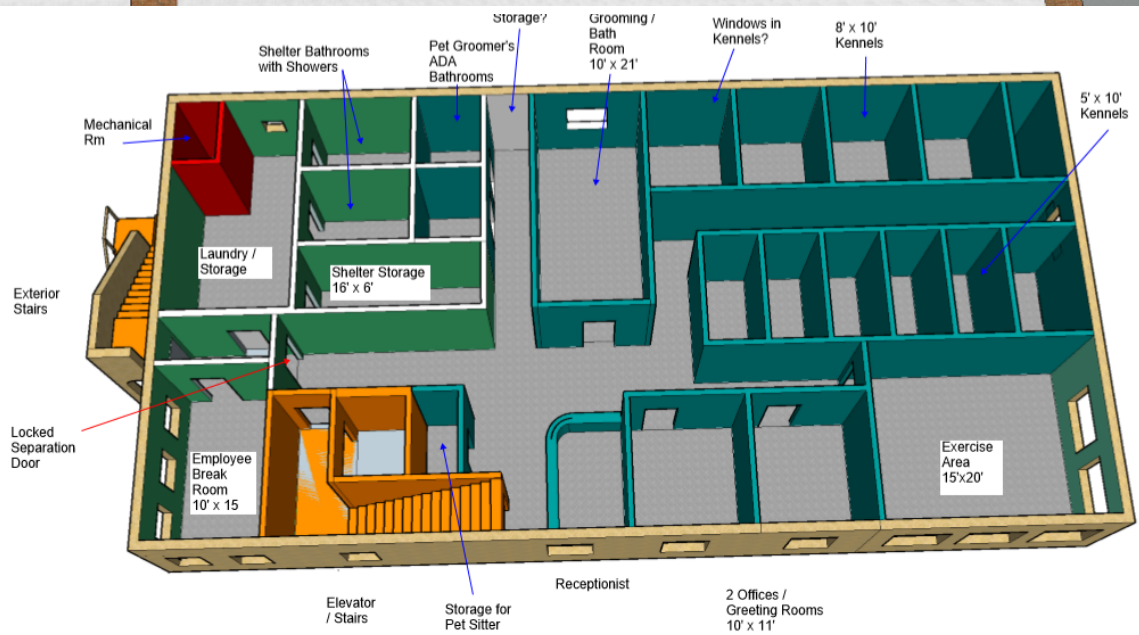 Storage?
Grooming /
Bath
Room
10' x 21'
Windows in
Kennels?
8' x 10'
Kennels
Shelter Bathrooms
with Showers
Pet Groomer's
ADA
Bathrooms
5' x 10'
Kennels
Mechanical
Rm
Laundry /
Storage
Shelter Storage
16' x 6'
Exterior
Stairs
Locked
Separation
Door
Employee
Break
Room
10' x 15
Exercise
Area
15'x20'
Elevator
/ Stairs
Storage for
Pet Sitter
Receptionist
2 Offices /
Greeting Rooms
10' x 11'